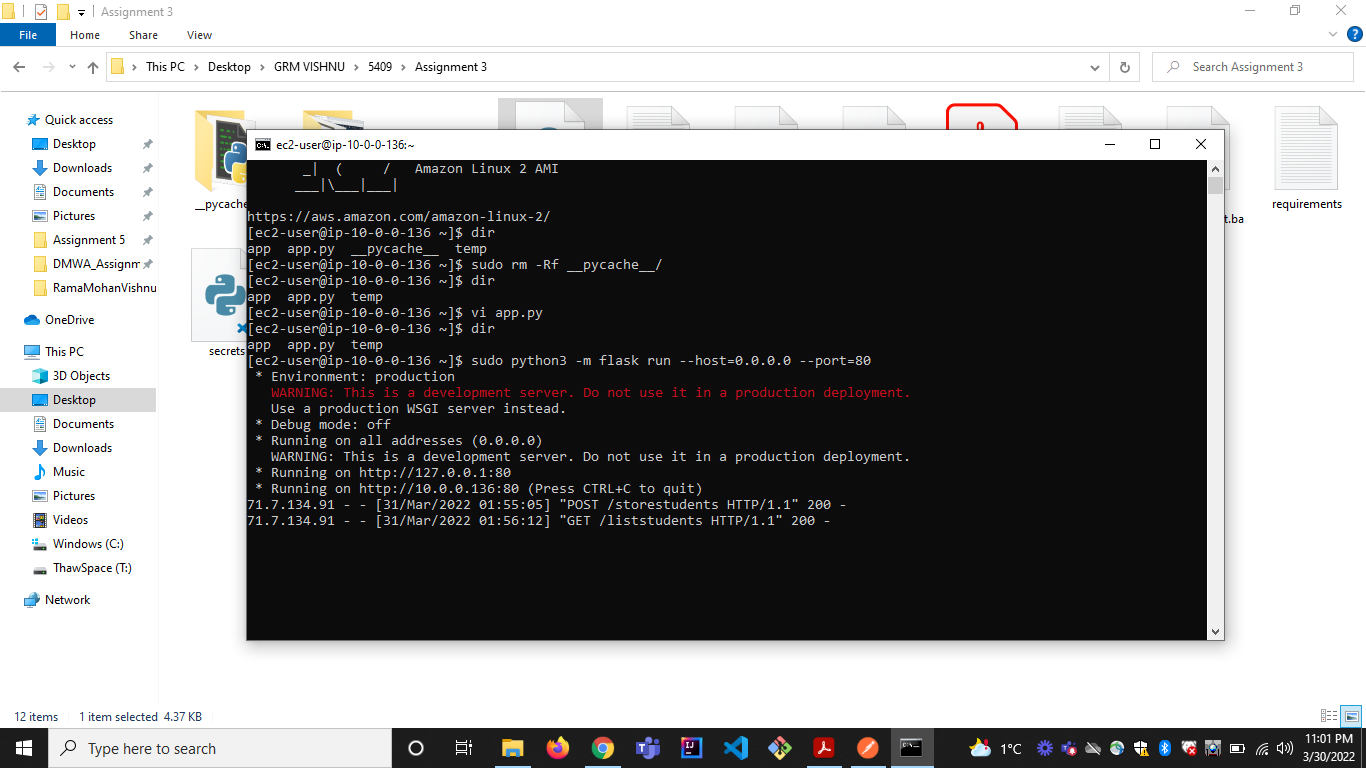 Assignment 3
File Home Share View
This PC > Desktop > GRM VISHNU > 5409 > Assignment 3
Search Assignment 3
Quick access
Desktop
Downloads
Documents
Pictures
Assignment 5
DMWA_Assignm
RamaMohanVishnu
OneDrive
This PC
3D Objects
Desktop
Documents
Downloads
Music
Pictures
Videos
Windows (C:)
ThawSpace (T:)
Network
__pycache
secrets
t.ba
requirements
ec2-user@ip-10-0-0-136:~
_|  (     /   Amazon Linux 2 AMI
___|\___|___|
https://aws.amazon.com/amazon-linux-2/
[ec2-user@ip-10-0-0-136 ~]$ dir
app  app.py  __pycache__  temp
[ec2-user@ip-10-0-0-136 ~]$ sudo rm -Rf __pycache__/
[ec2-user@ip-10-0-0-136 ~]$ dir
app  app.py  temp
[ec2-user@ip-10-0-0-136 ~]$ vi app.py
[ec2-user@ip-10-0-0-136 ~]$ dir
app  app.py  temp
[ec2-user@ip-10-0-0-136 ~]$ sudo python3 -m flask run --host=0.0.0.0 --port=80
* Environment: production
WARNING: This is a development server. Do not use it in a production deployment.
Use a production WSGI server instead.
* Debug mode: off
* Running on all addresses (0.0.0.0)
WARNING: This is a development server. Do not use it in a production deployment.
* Running on http://127.0.0.1:80
* Running on http://10.0.0.136:80 (Press CTRL+C to quit)
71.7.134.91 - - [31/Mar/2022 01:55:05] "POST /storestudents HTTP/1.1" 200 -
71.7.134.91 - - [31/Mar/2022 01:56:12] "GET /liststudents HTTP/1.1" 200 -
12 items 1 item selected 4.37 KB
Type here to search
1°C
11:01 PM
3/30/2022